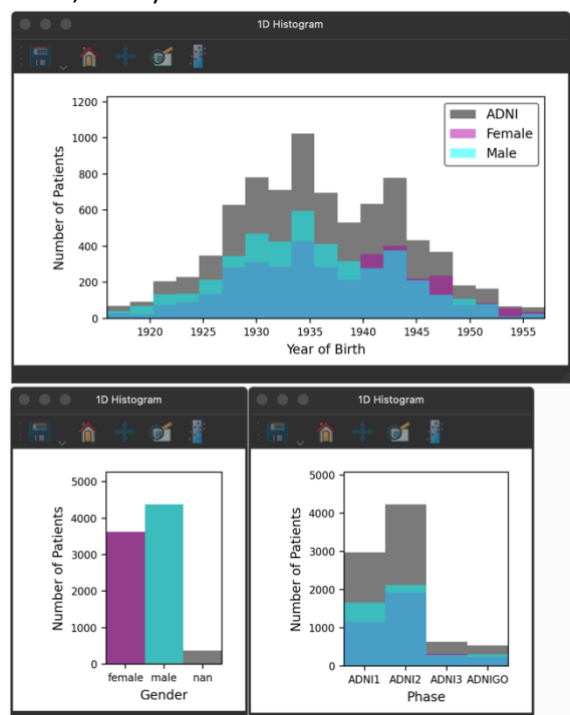 1D Histogram
1200
1000
800
600
400
200
0
Number of Patients
ADNI
Female
Male
1920 1925 1930 1935 1940 1945 1950 1955
Year of Birth
1D Histogram
5000
4000
3000
2000
1000
0
Number of Patients
female male nan
Gender
1D Histogram
5000
4000
3000
2000
1000
0
Number of Patients
ADNI1 ADNI2 ADNI3 ADNIGO
Phase